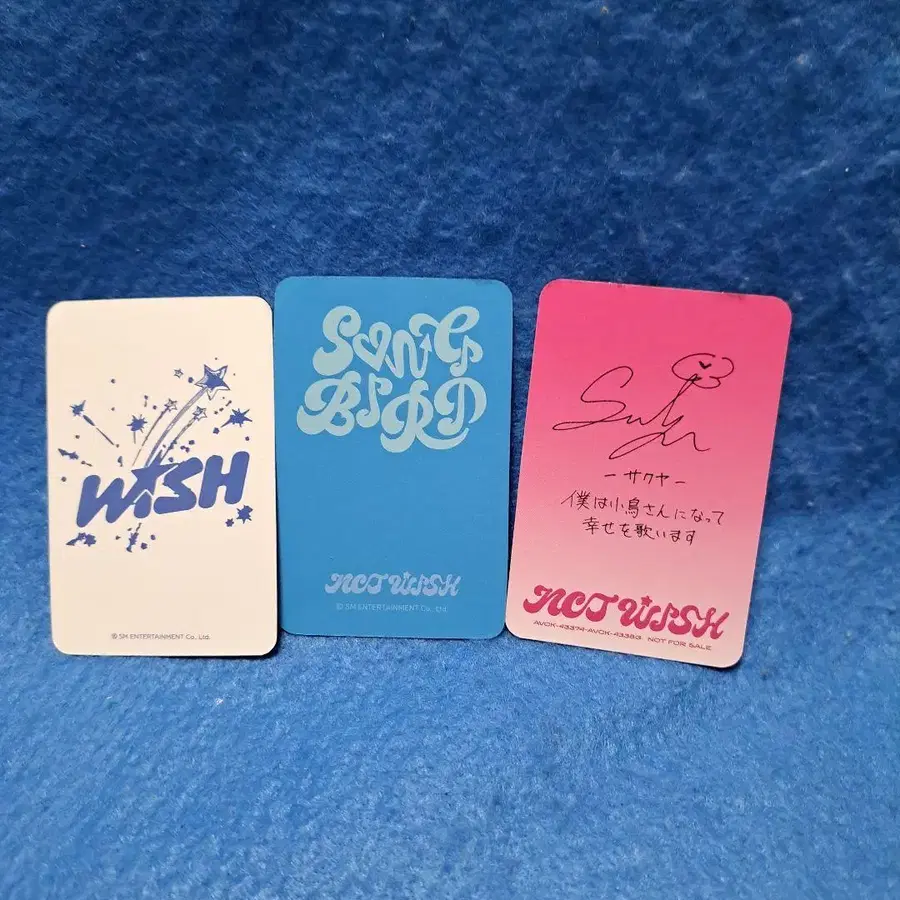 WISH
© SM ENTERTAINMENT Co., Ltd.
SONG
BIRD
NCT WISH
© SM ENTERTAINMENT Co., Ltd.
ーサクヤー
僕は小鳥さんになって
幸せを歌います
NCT WISH
AVCK-43374~AVCK-43383 NOT FOR SALE